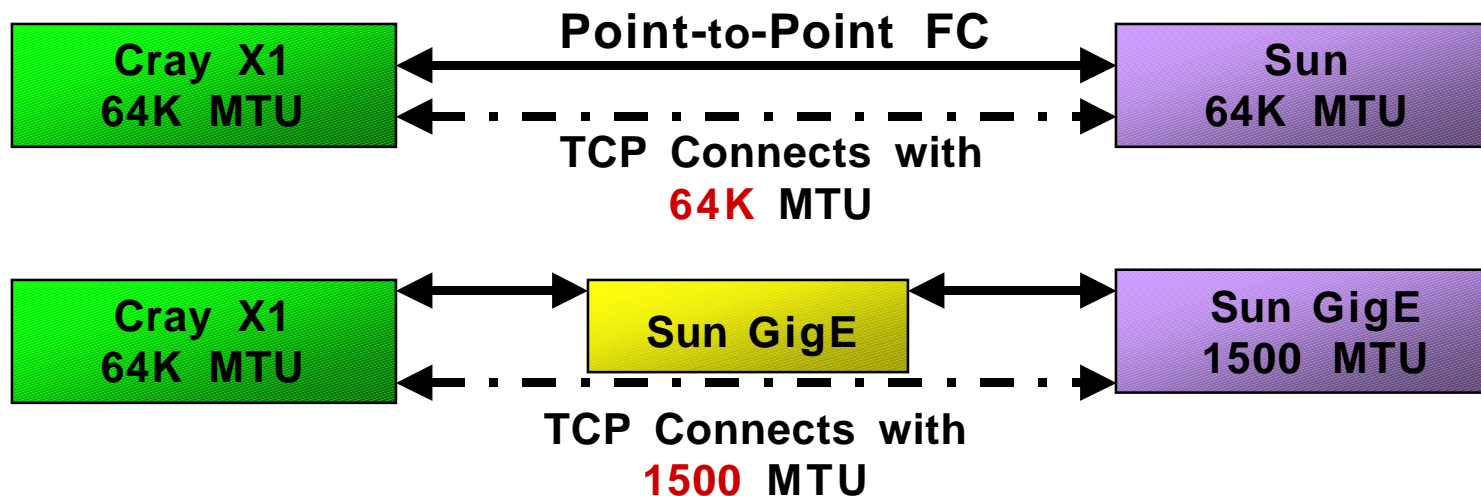 Point-to-Point FC
Cray X1
64K MTU
Sun
64K MTU
TCP Connects with
64K MTU
Cray X1
64K MTU
Sun GigE
Sun GigE
1500 MTU
TCP Connects with
1500 MTU